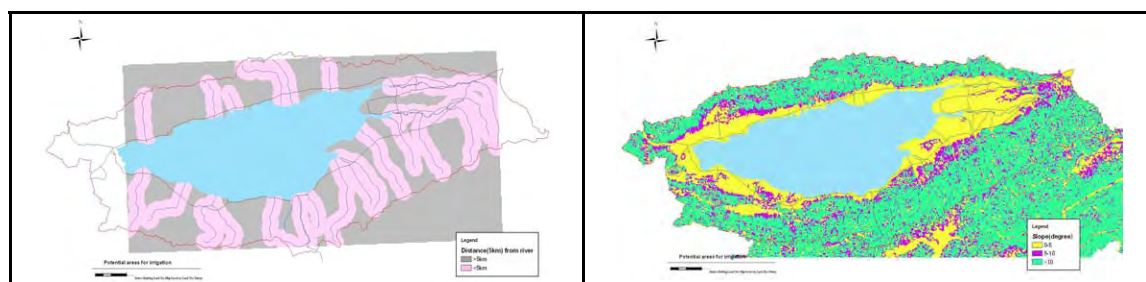 N
Legend
Distance(5km) from river
>5km
<5km
Potential areas for irrigation
N
Legend
Slope(degree)
0-5
5-10
>10
Potential areas for irrigation